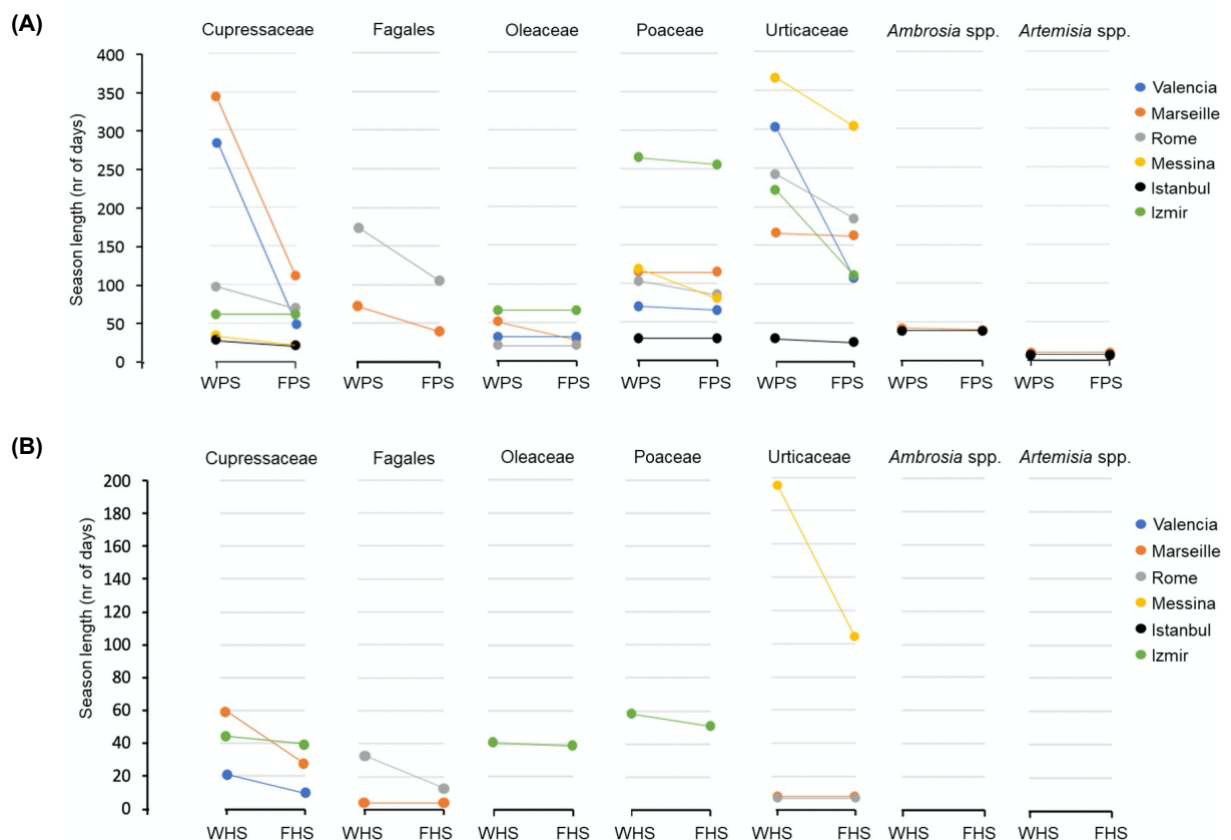 (A)
Cupressaceae Fagales Oleaceae Poaceae Urticaceae Ambrosia spp. Artemisia spp.
Season length (nr of days)
400
350
300
250
200
150
100
50
0
WPS FPS WPS FPS WPS FPS WPS FPS WPS FPS WPS FPS WPS FPS
Valencia
Marseille
Rome
Messina
Istanbul
Izmir
(B)
Cupressaceae Fagales Oleaceae Poaceae Urticaceae Ambrosia spp. Artemisia spp.
Season length (nr of days)
200
180
160
140
120
100
80
60
40
20
0
WHS FHS WHS FHS WHS FHS WHS FHS WHS FHS WHS FHS WHS FHS
Valencia
Marseille
Rome
Messina
Istanbul
Izmir